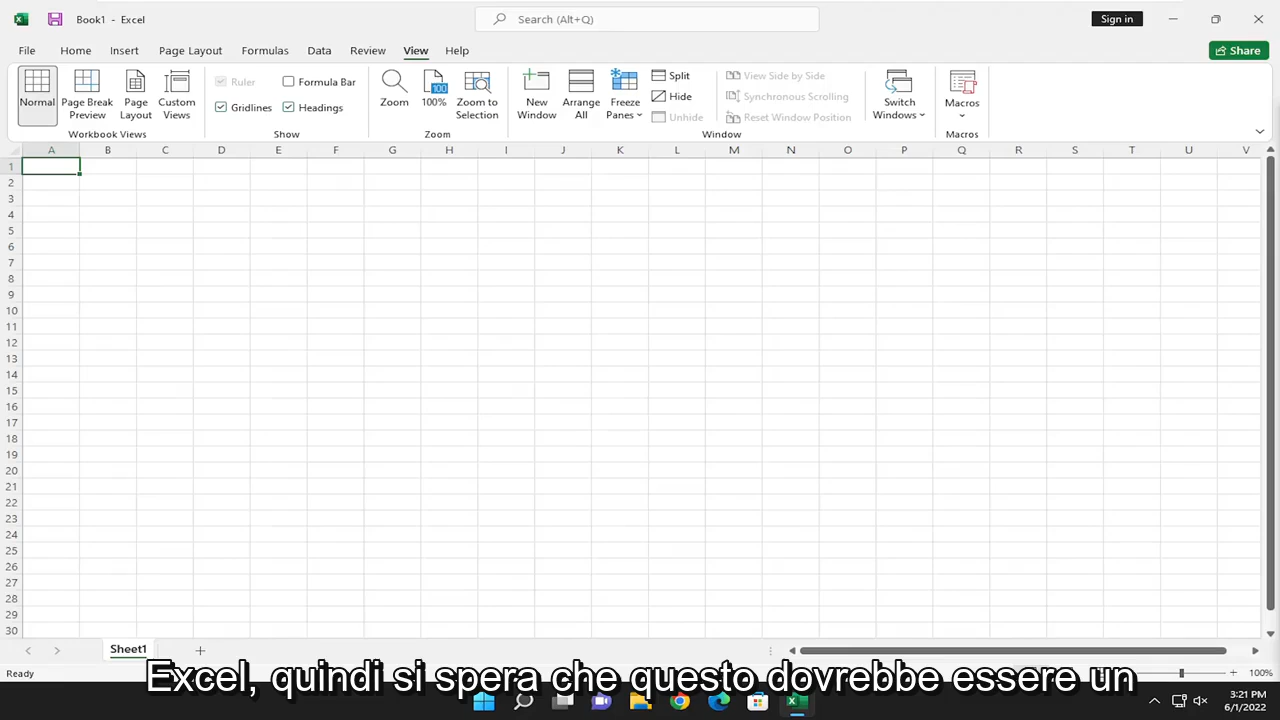 Book1 - Excel
Search (Alt+Q)
Sign in
File Home Insert Page Layout Formulas Data Review View Help
Share
Normal
Page Break Preview
Page Layout
Custom Views
Workbook Views
Ruler
Formula Bar
Gridlines
Headings
Show
Zoom
100%
Zoom to Selection
Zoom
New Window
Arrange All
Freeze Panes
Split
Hide
Unhide
View Side by Side
Synchronous Scrolling
Reset Window Position
Window
Switch Windows
Macros
Macros
A B C D E F G H I J K L M N O P Q R S T U V
1
2
3
4
5
6
7
8
9
10
11
12
13
14
15
16
17
18
19
20
21
22
23
24
25
26
27
28
29
30
Sheet1
Ready
100%
Excel, quindi si spera che questo dovrebbe essere un
3:21 PM
6/1/2022